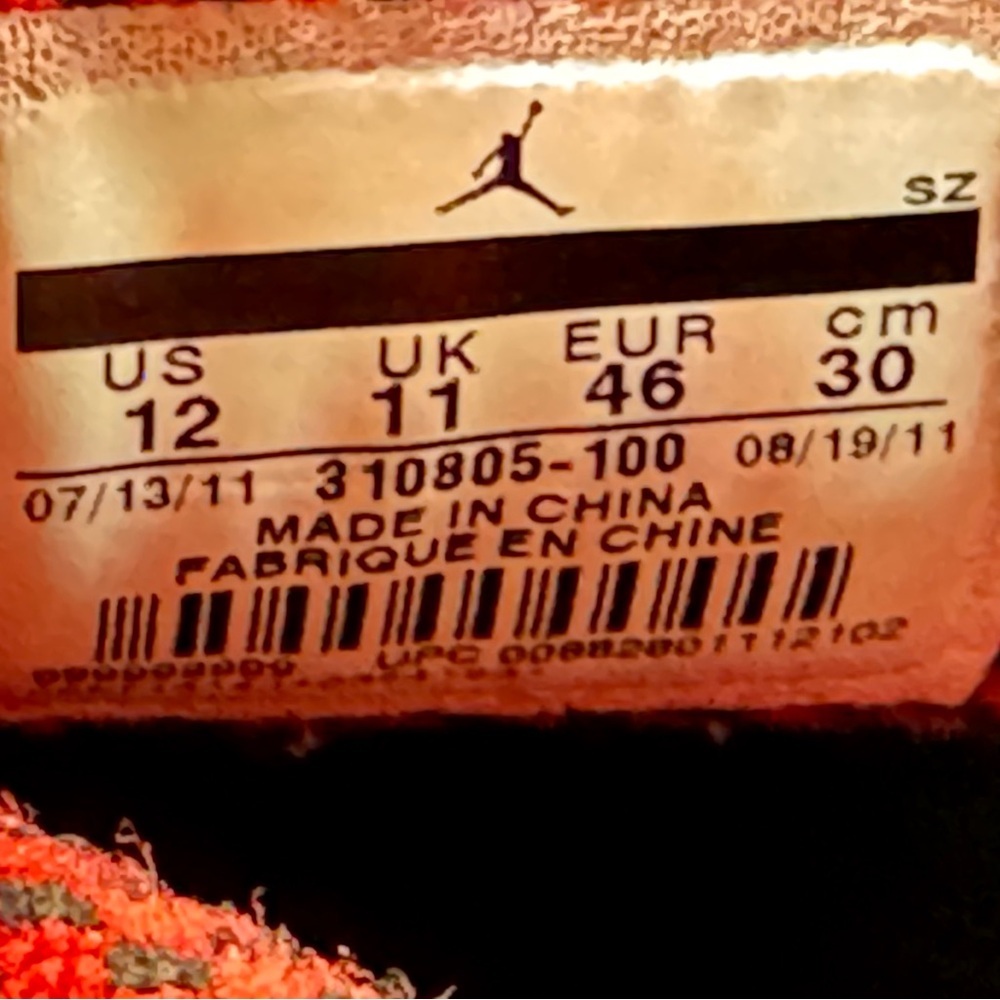 SZ
US UK EUR cm
12 11 46 30
07/13/11 310805-100 08/19/11
MADE IN CHINA
FABRIQUE EN CHINE
UPC